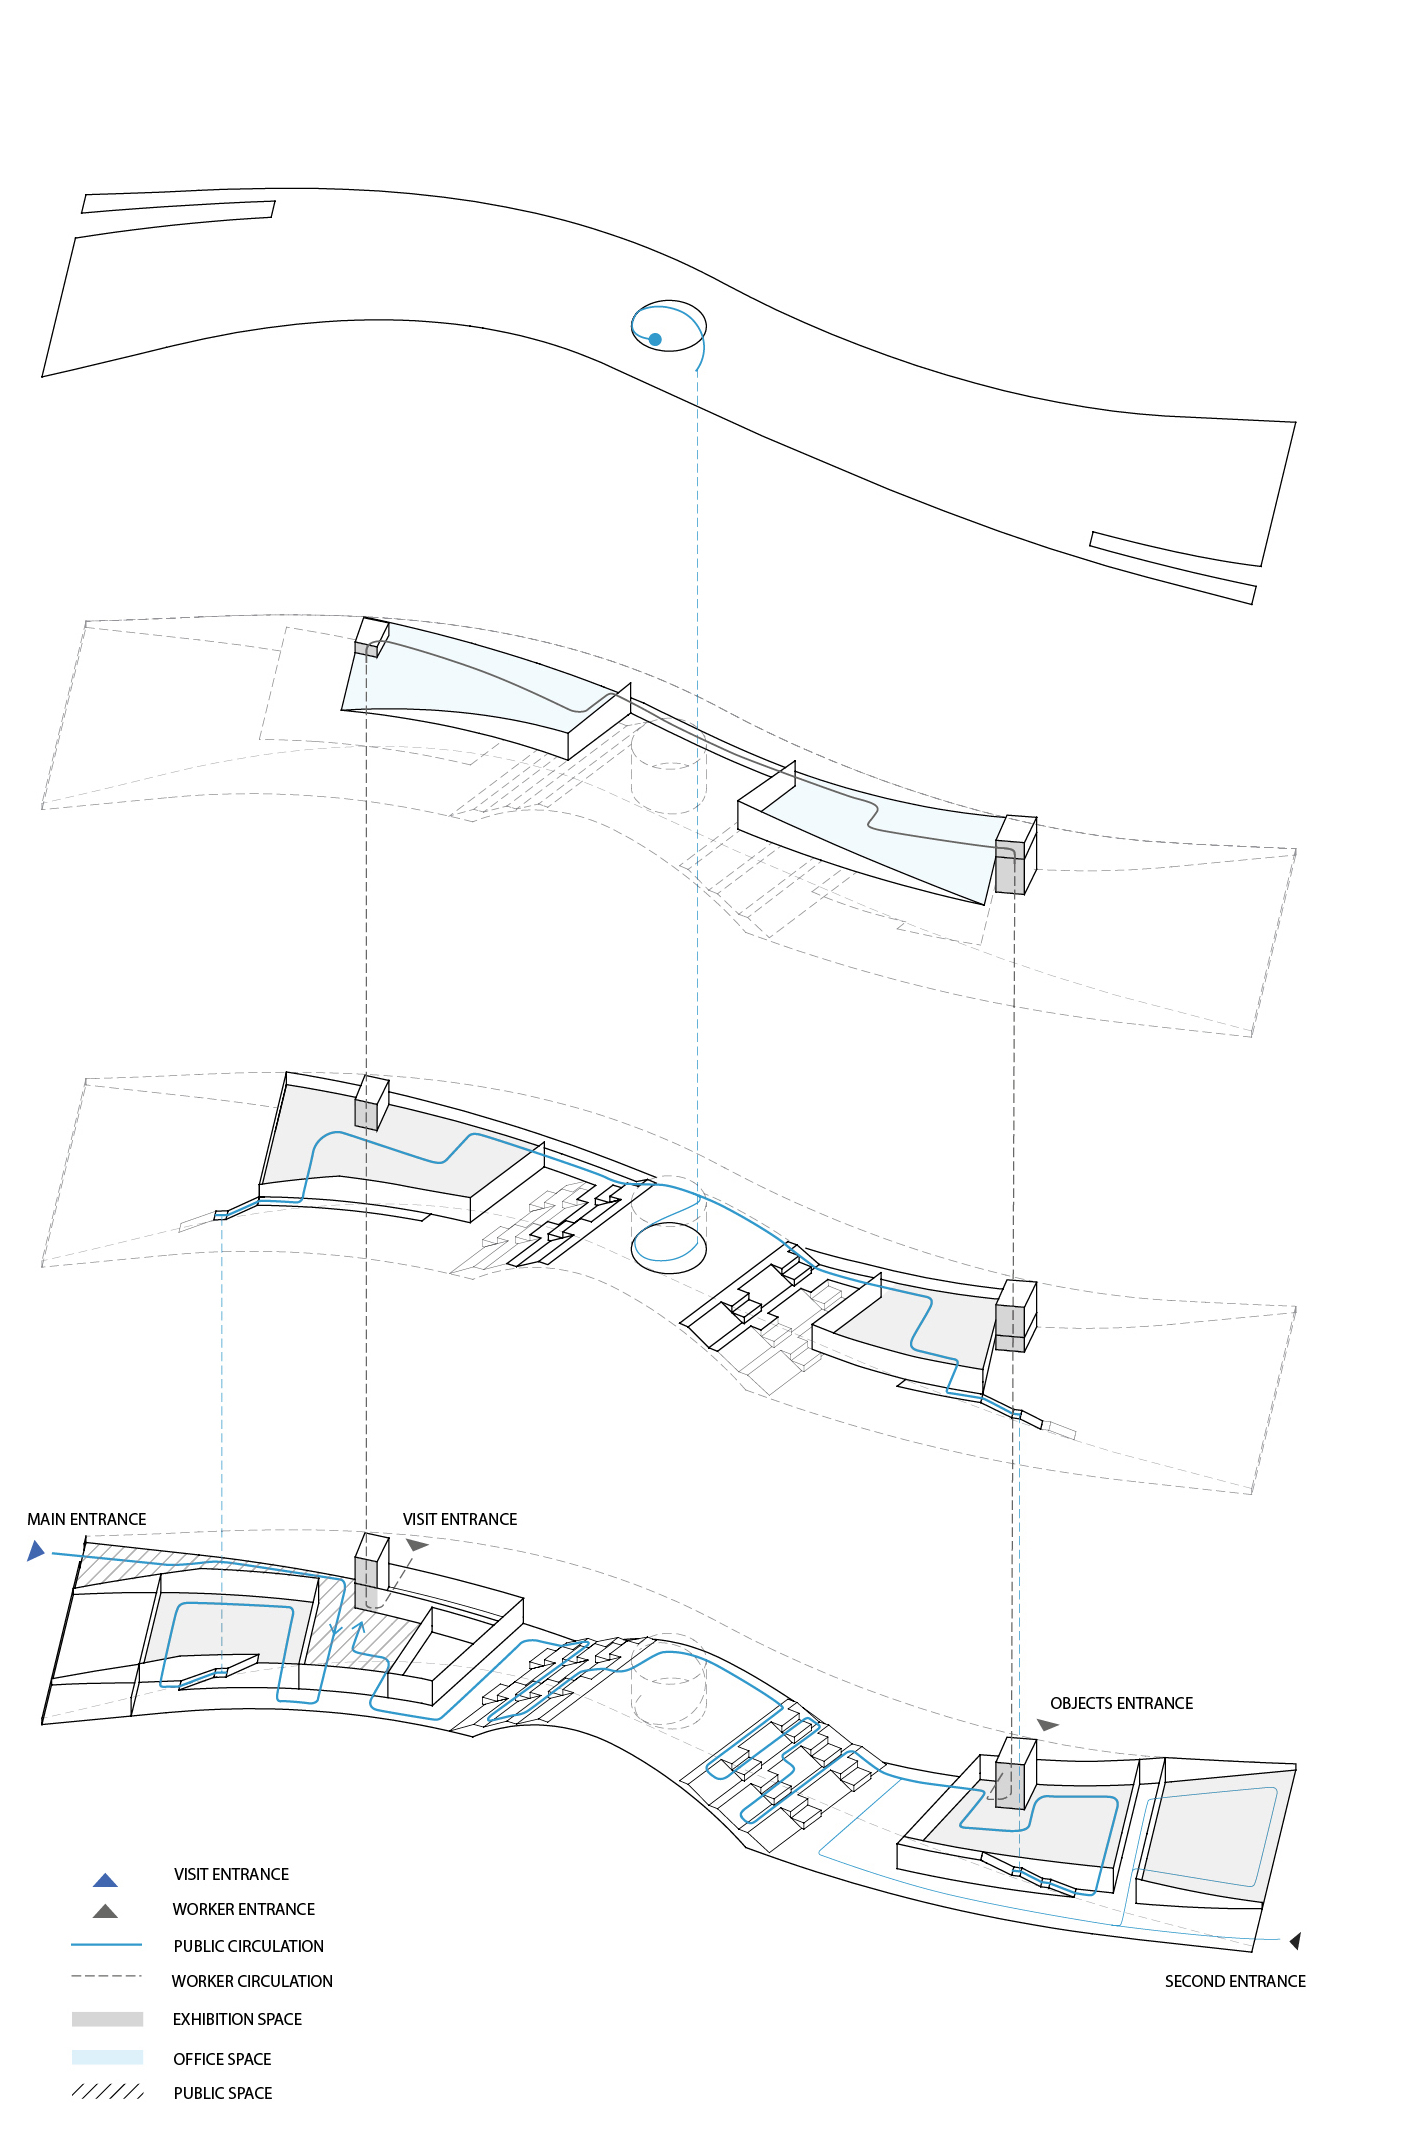 MAIN ENTRANCE
VISIT ENTRANCE
OBJECTS ENTRANCE
SECOND ENTRANCE
VISIT ENTRANCE
WORKER ENTRANCE
PUBLIC CIRCULATION
WORKER CIRCULATION
EXHIBITION SPACE
OFFICE SPACE
PUBLIC SPACE